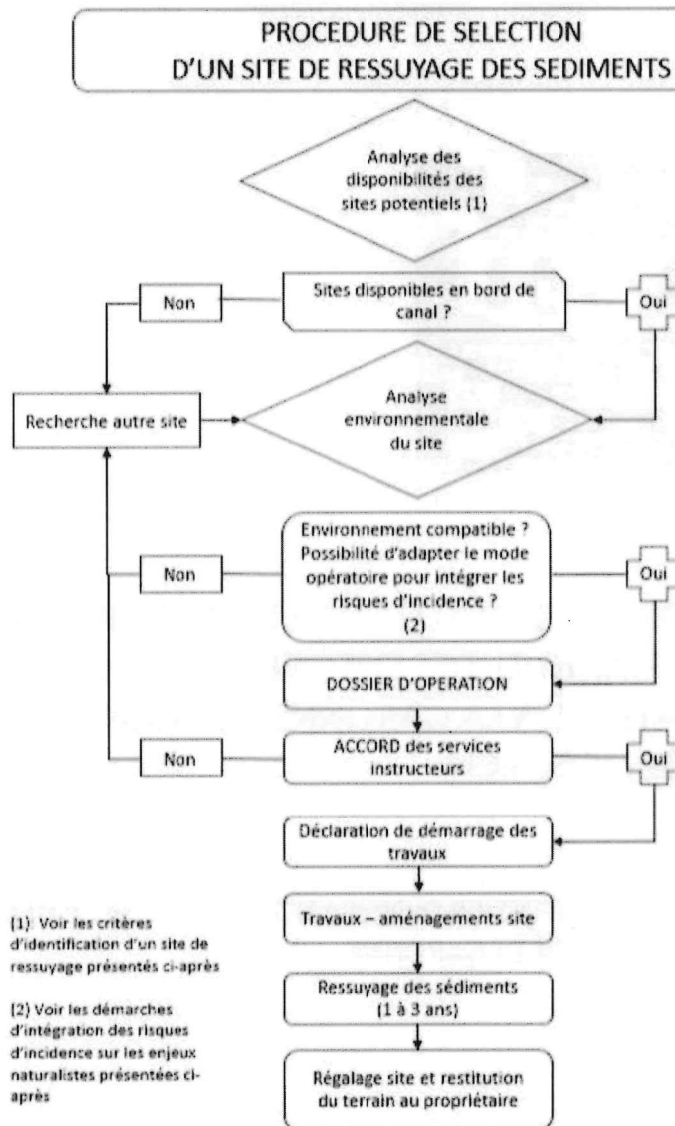 PROCEDURE DE SELECTION
D'UN SITE DE RESSUYAGE DES SEDIMENTS
Analyse des
disponibilités des
sites potentiels (1)
Non
Sites disponibles en bord de
canal ?
Oui
Recherche autre site
Analyse
environnementale
du site
Non
Environnement compatible ?
Possibilité d'adapter le mode
opératoire pour intégrer les
risques d'incidence ?
(2)
Oui
DOSSIER D'OPERATION
Non
ACCORD des services
instructeurs
Oui
Déclaration de démarrage des
travaux
Travaux – aménagements site
Ressuyage des sédiments
(1 à 3 ans)
Régalage site et restitution
du terrain au propriétaire
(1) Voir les critères
d'identification d'un site de
ressuyage présentés ci-après
(2) Voir les démarches
d'intégration des risques
d'incidence sur les enjeux
naturalistes présentées ci-
après